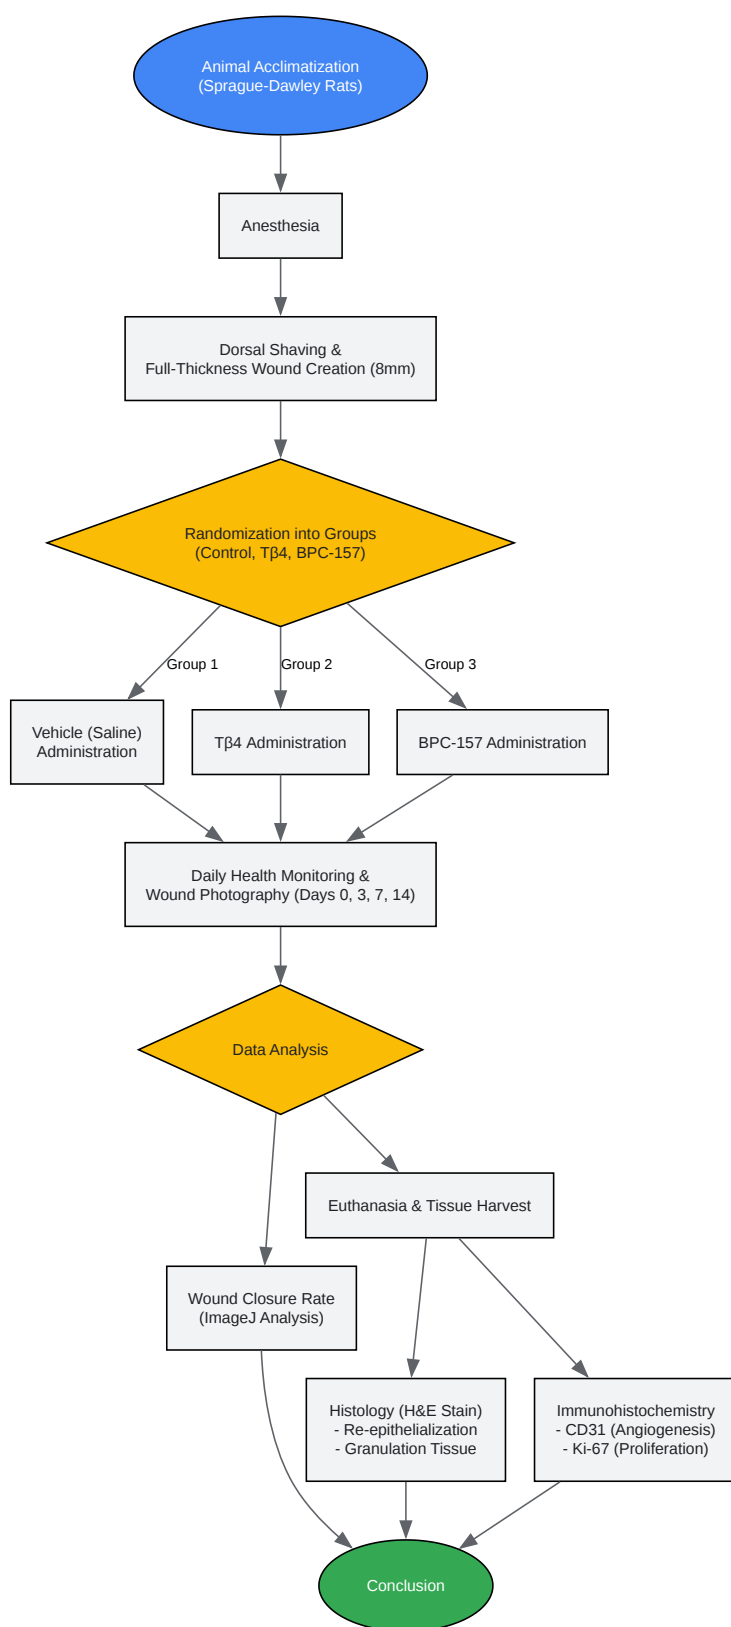 Animal Acclimatization
(Sprague-Dawley Rats)
Anesthesia
Dorsal Shaving &
Full-Thickness Wound Creation (8mm)
Randomization into Groups
(Control, Tβ4, BPC-157)
Group 1
Group 2
Group 3
Vehicle (Saline)
Administration
Tβ4 Administration
BPC-157 Administration
Daily Health Monitoring &
Wound Photography (Days 0, 3, 7, 14)
Data Analysis
Euthanasia & Tissue Harvest
Wound Closure Rate
(ImageJ Analysis)
Histology (H&E Stain)
- Re-epithelialization
- Granulation Tissue
Immunohistochemistry
- CD31 (Angiogenesis)
- Ki-67 (Proliferation)
Conclusion